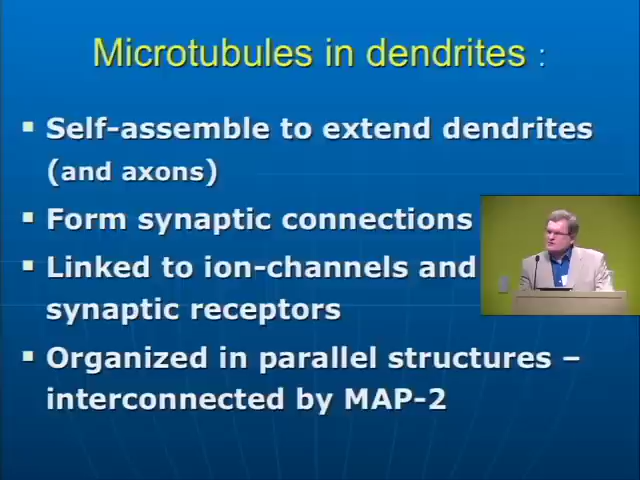 Microtubules in dendrites :
Self-assemble to extend dendrites
(and axons)
Form synaptic connections
Linked to ion-channels and
synaptic receptors
Organized in parallel structures –
interconnected by MAP-2